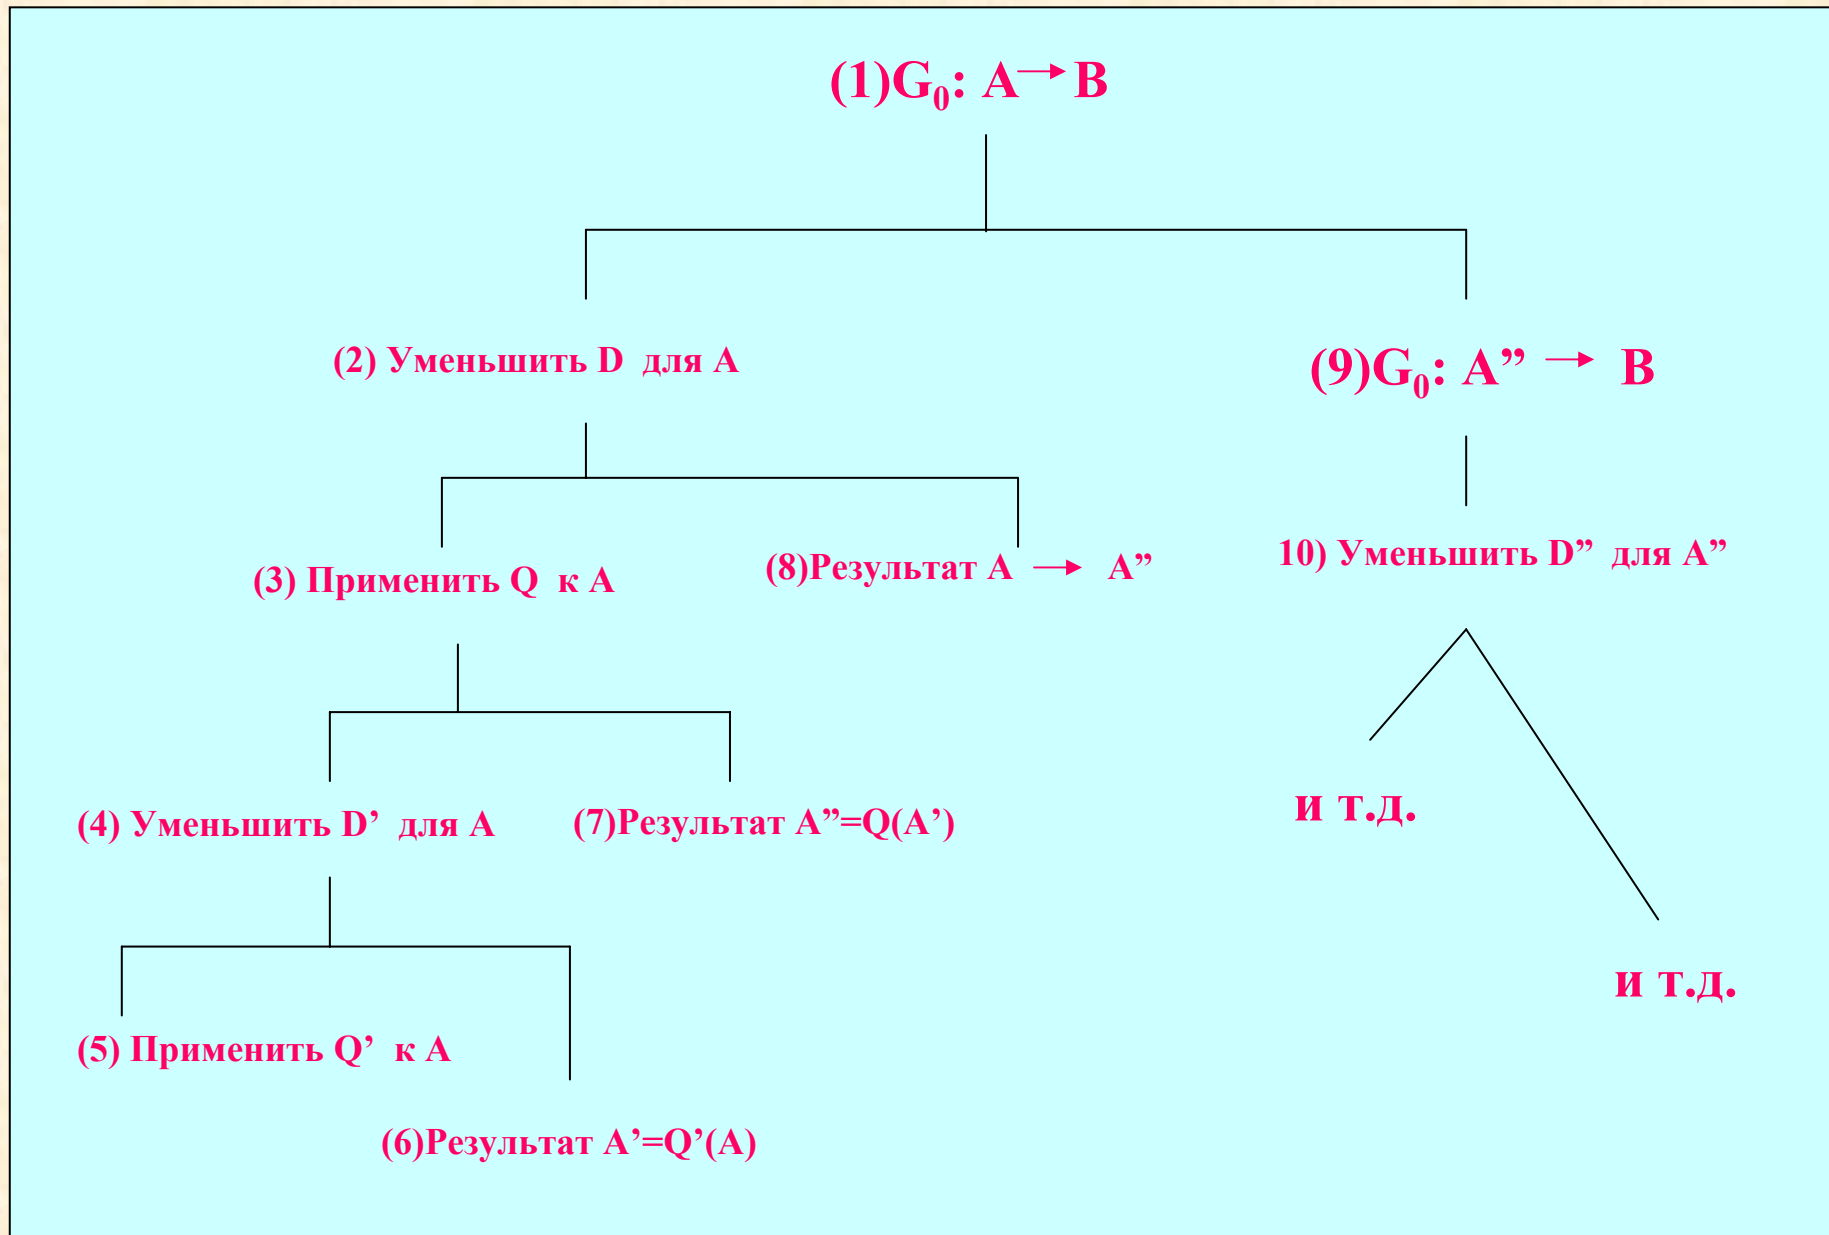 (1)G₀: A → B
(2) Уменьшить D для A
(9)G₀: A” → B
(3) Применить Q к A
(8)Результат A → A”
10) Уменьшить D” для A”
(4) Уменьшить D’ для A
(7)Результат A”=Q(A’)
и т.д.
(5) Применить Q’ к A
и т.д.
(6)Результат A’=Q’(A)